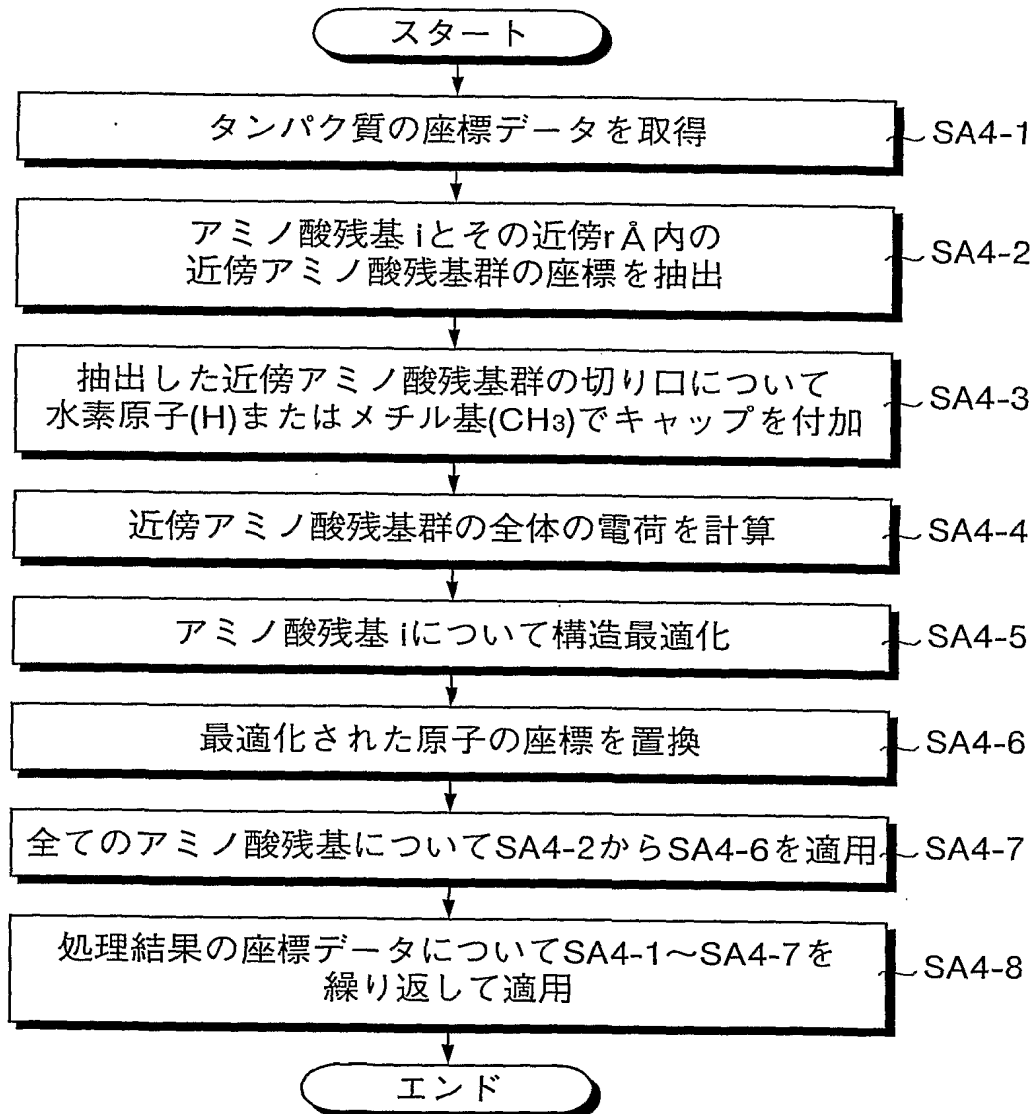 スタート
タンパク質の座標データを取得
SA4-1
アミノ酸残基 iとその近傍rÅ内の
近傍アミノ酸残基群の座標を抽出
SA4-2
抽出した近傍アミノ酸残基群の切り口について
水素原子(H)またはメチル基(CH3)でキャップを付加
SA4-3
近傍アミノ酸残基群の全体の電荷を計算
SA4-4
アミノ酸残基 iについて構造最適化
SA4-5
最適化された原子の座標を置換
SA4-6
全てのアミノ酸残基についてSA4-2からSA4-6を適用
SA4-7
処理結果の座標データについてSA4-1～SA4-7を
繰り返して適用
SA4-8
エンド